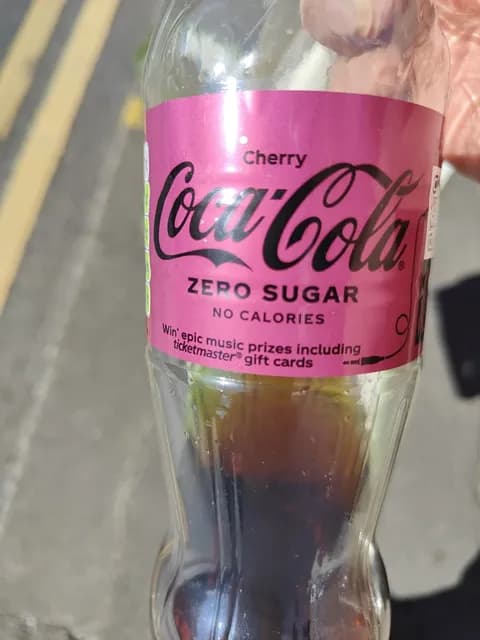 Cherry
Coca-Cola®
ZERO SUGAR
NO CALORIES
Win* epic music prizes including
ticketmaster® gift cards